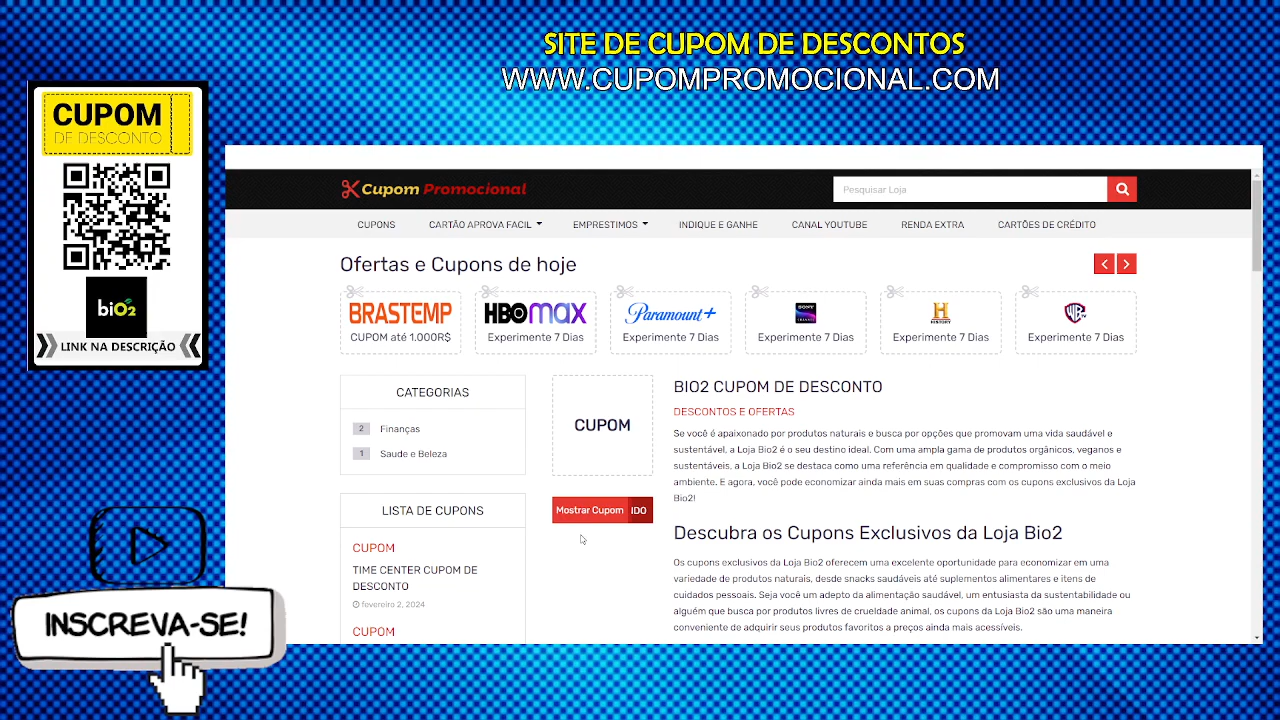 SITE DE CUPOM DE DESCONTOS
WWW.CUPOMPROMOCIONAL.COM
CUPOM
DE DESCONTO
biO2
LINK NA DESCRIÇÃO
INSCREVA-SE!
Cupom Promocional
Pesquisar Loja
CUPONS
CARTÃO APROVA FACIL
EMPRESTIMOS
INDIQUE E GANHE
CANAL YOUTUBE
RENDA EXTRA
CARTÕES DE CRÉDITO
Ofertas e Cupons de hoje
BRASTEMP
CUPOM até 1.000R$
HBOmax
Experimente 7 Dias
Paramount+
Experimente 7 Dias
SONY
CHANNEL
Experimente 7 Dias
H
HISTORY
Experimente 7 Dias
WB
TV
Experimente 7 Dias
CATEGORIAS
2 Finanças
1 Saude e Beleza
LISTA DE CUPONS
CUPOM
TIME CENTER CUPOM DE
DESCONTO
fevereiro 2, 2024
CUPOM
CUPOM
Mostrar Cupom IDO
BIO2 CUPOM DE DESCONTO
DESCONTOS E OFERTAS
Se você é apaixonado por produtos naturais e busca por opções que promovam uma vida saudável e
sustentável, a Loja Bio2 é o seu destino ideal. Com uma ampla gama de produtos orgânicos, veganos e
sustentáveis, a Loja Bio2 se destaca como uma referência em qualidade e compromisso com o meio
ambiente. E agora, você pode economizar ainda mais em suas compras com os cupons exclusivos da Loja
Bio2!
Descubra os Cupons Exclusivos da Loja Bio2
Os cupons exclusivos da Loja Bio2 oferecem uma excelente oportunidade para economizar em uma
variedade de produtos naturais, desde snacks saudáveis até suplementos alimentares e itens de
cuidados pessoais. Seja você um adepto da alimentação saudável, um entusiasta da sustentabilidade ou
alguém que busca por produtos livres de crueldade animal, os cupons da Loja Bio2 são uma maneira
conveniente de adquirir seus produtos favoritos a preços ainda mais acessíveis.